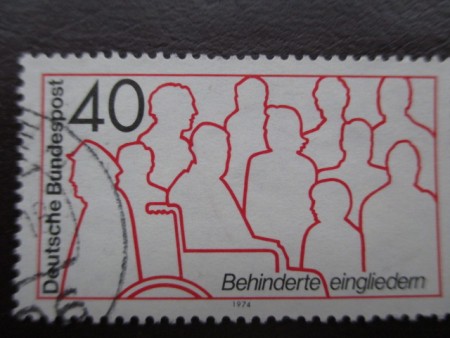 40
Deutsche Bundespost
Behinderte eingliedern
1974